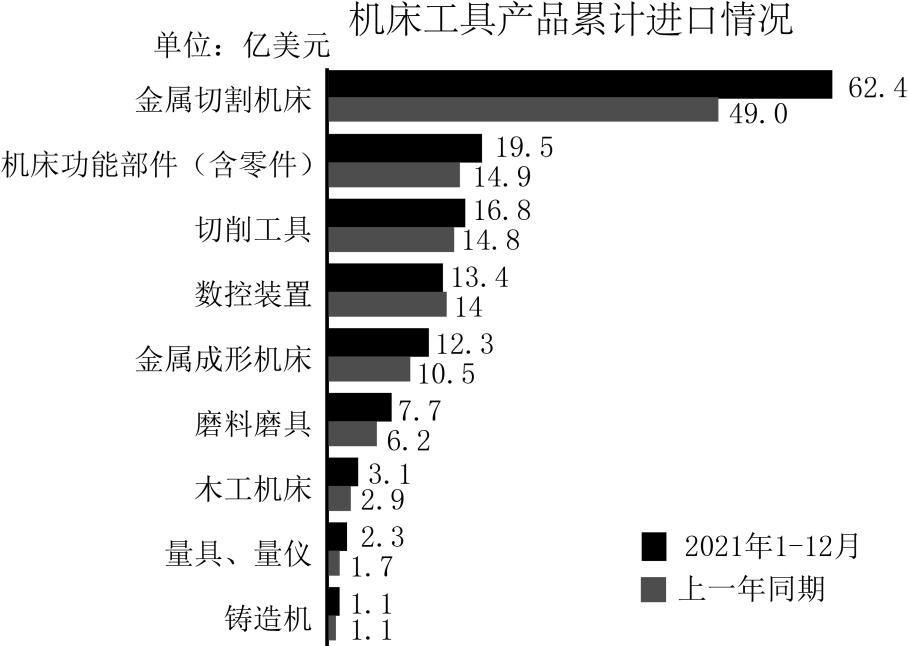 机床工具产品累计进口情况
单位：亿美元
金属切割机床
62.4
49.0
机床功能部件（含零件）
19.5
14.9
切削工具
16.8
14.8
数控装置
13.4
14
金属成形机床
12.3
10.5
磨料磨具
7.7
6.2
木工机床
3.1
2.9
量具、量仪
2.3
1.7
铸造机
1.1
1.1
2021年1-12月
上一年同期